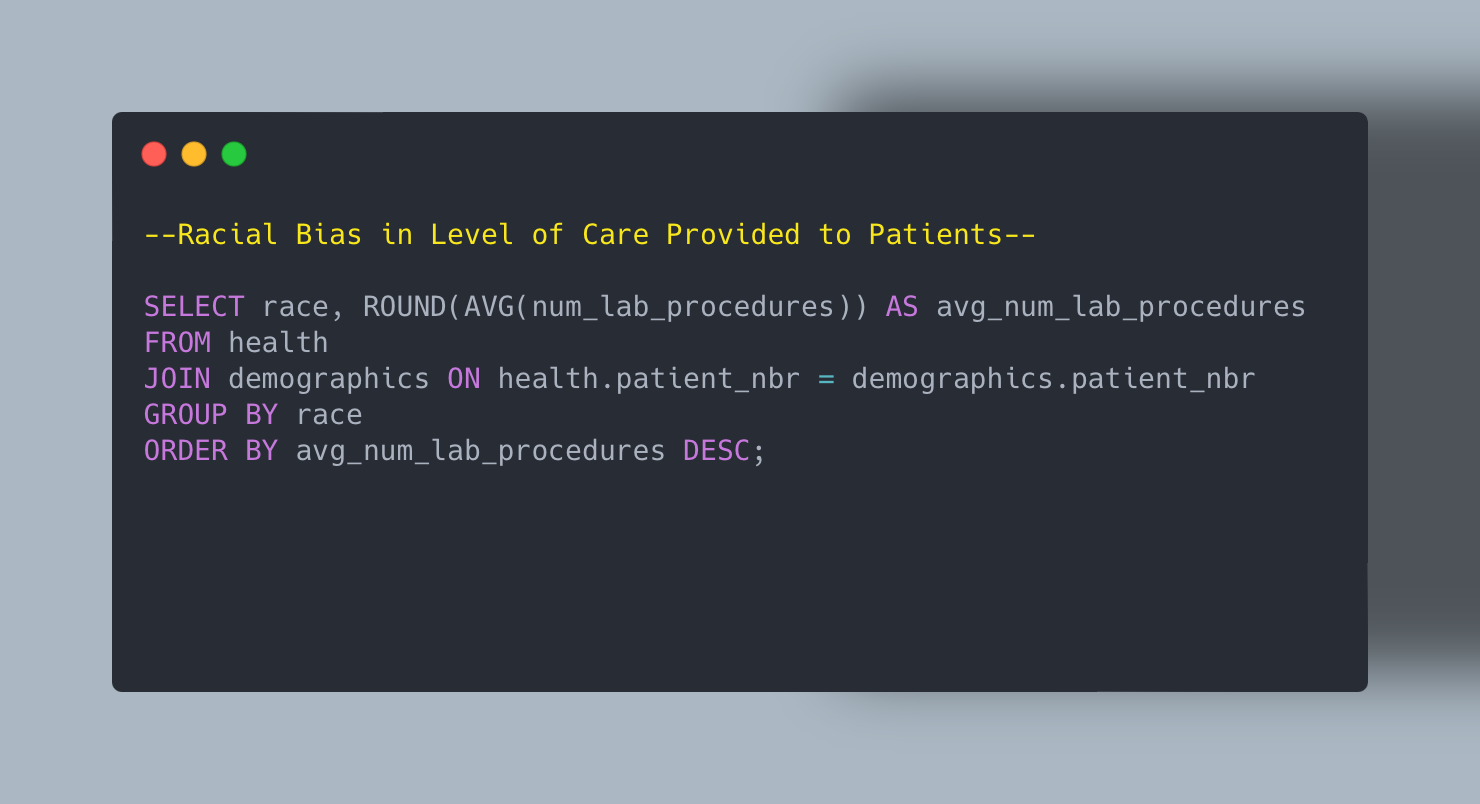 --Racial Bias in Level of Care Provided to Patients--
SELECT race, ROUND(AVG(num_lab_procedures)) AS avg_num_lab_procedures
FROM health
JOIN demographics ON health.patient_nbr = demographics.patient_nbr
GROUP BY race
ORDER BY avg_num_lab_procedures DESC;